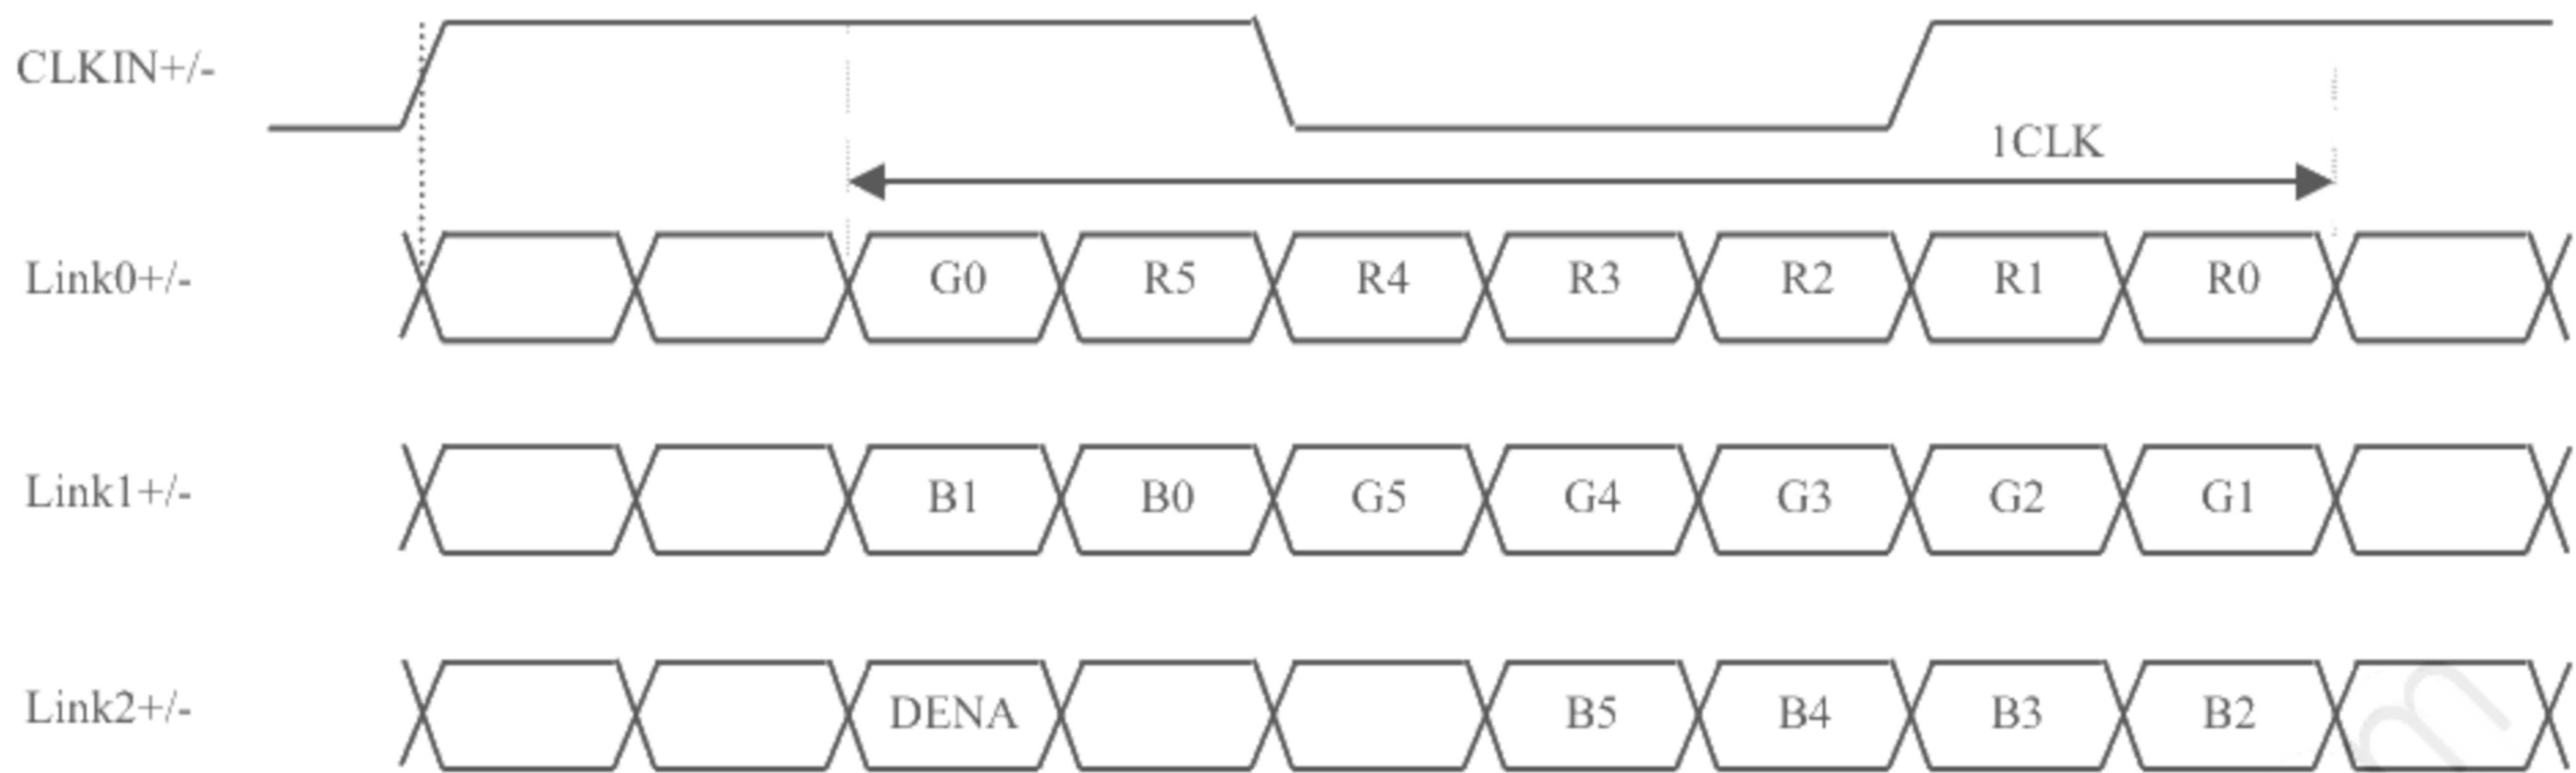 CLKIN+/-
1CLK
Link0+/- G0 R5 R4 R3 R2 R1 R0
Link1+/- B1 B0 G5 G4 G3 G2 G1
Link2+/- DENA B5 B4 B3 B2
m